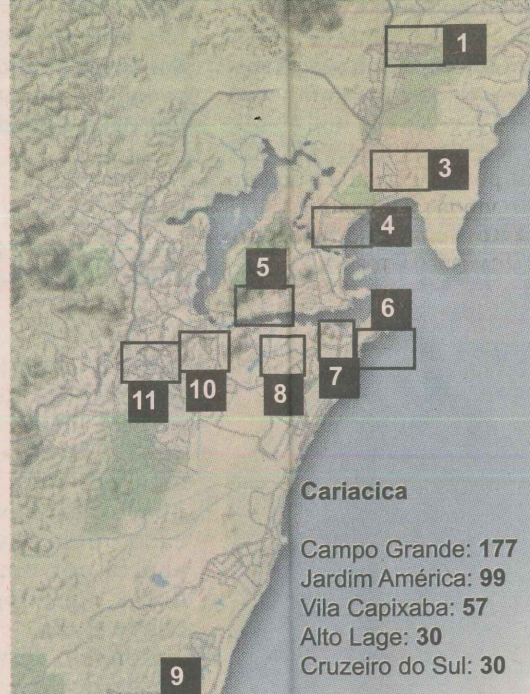 1
3
4
5
6
7
8
10
11
9
Cariacica
Campo Grande: 177
Jardim América: 99
Vila Capixaba: 57
Alto Lage: 30
Cruzeiro do Sul: 30